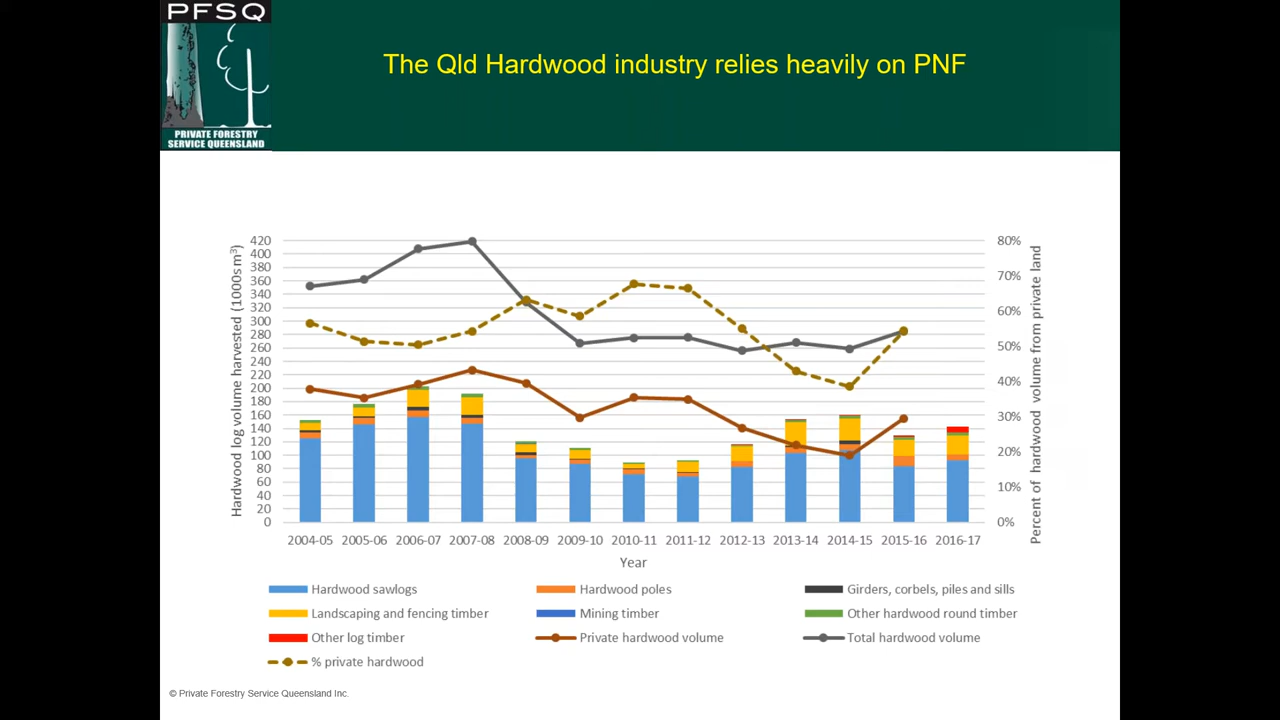 PFSQ
PRIVATE FORESTRY
SERVICE QUEENSLAND
The Qld Hardwood industry relies heavily on PNF
Hardwood log volume harvested (1000s m³)
420
400
380
360
340
320
300
280
260
240
220
200
180
160
140
120
100
80
60
40
20
0
80%
70%
60%
50%
40%
30%
20%
10%
0%
Percent of hardwood volume from private land
2004-05 2005-06 2006-07 2007-08 2008-09 2009-10 2010-11 2011-12 2012-13 2013-14 2014-15 2015-16 2016-17
Year
Hardwood sawlogs Hardwood poles Girders, corbels, piles and sills
Landscaping and fencing timber Mining timber Other hardwood round timber
Other log timber Private hardwood volume Total hardwood volume
% private hardwood
© Private Forestry Service Queensland Inc.